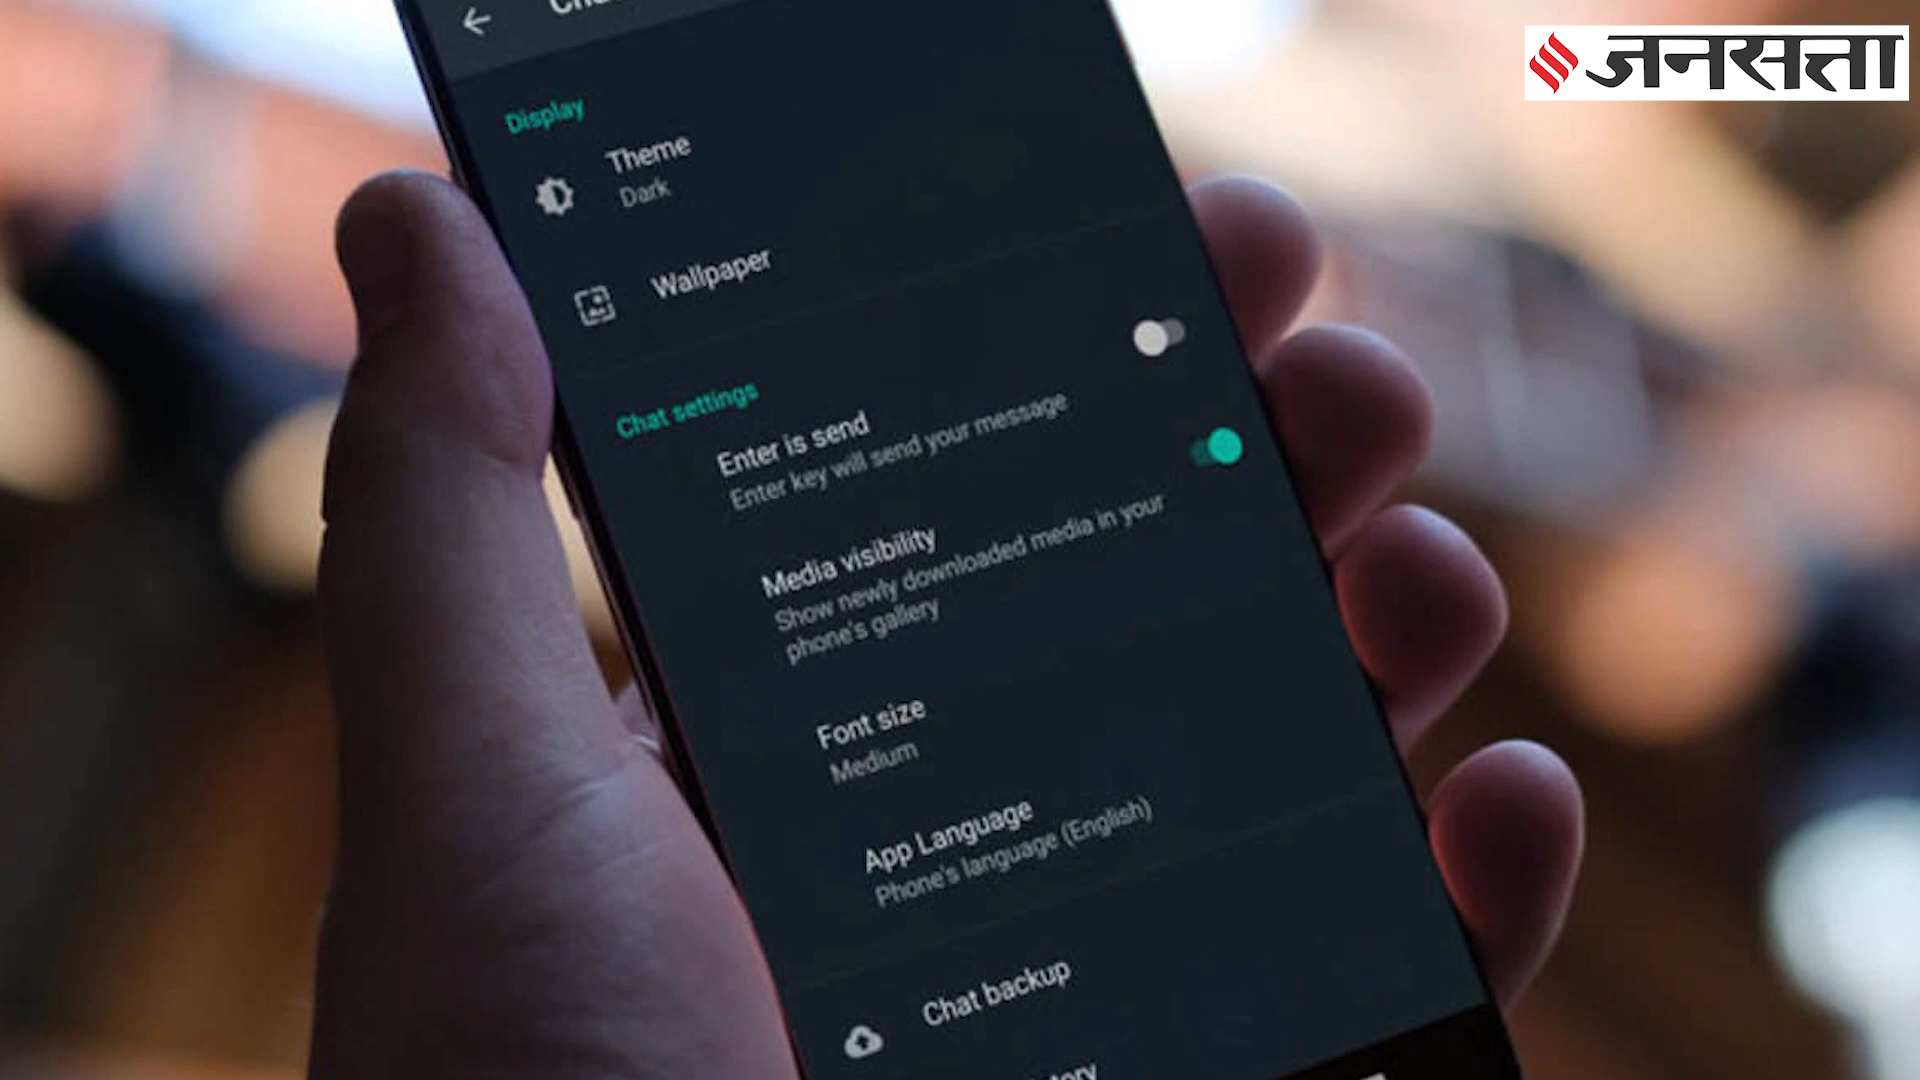 जनसत्ता
Display
Theme
Dark
Wallpaper
Chat settings
Enter is send
Enter key will send your message
Media visibility
Show newly downloaded media in your
phone's gallery
Font size
Medium
App Language
Phone's language (English)
Chat backup